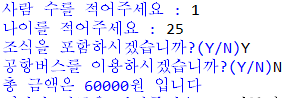 사람 수를 적어주세요 : 1
나이를 적어주세요 : 25
조식을 포함하시겠습니까?(Y/N)Y
공항버스를 이용하시겠습니까?(Y/N)N
총 금액은 60000원 입니다